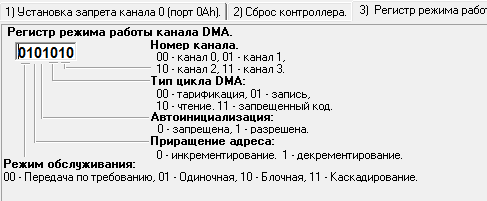 1) Установка запрета канала 0 (порт 0Ah). 2) Сброс контроллера. 3) Регистр режима работ
Регистр режима работы канала DMA.
0101010
Номер канала.
00 - канал 0, 01 - канал 1,
10 - канал 2, 11 - канал 3.
Тип цикла DMA:
00 - тарификация, 01 - запись,
10 - чтение. 11 - запрещенный код.
Автоинициализация:
0 - запрещена, 1 - разрешена.
Приращение адреса:
0 - инкрементирование. 1 - декрементирование.
Режим обслуживания:
00 - Передача по требованию, 01 - Одиночная, 10 - Блочная, 11 - Каскадирование.